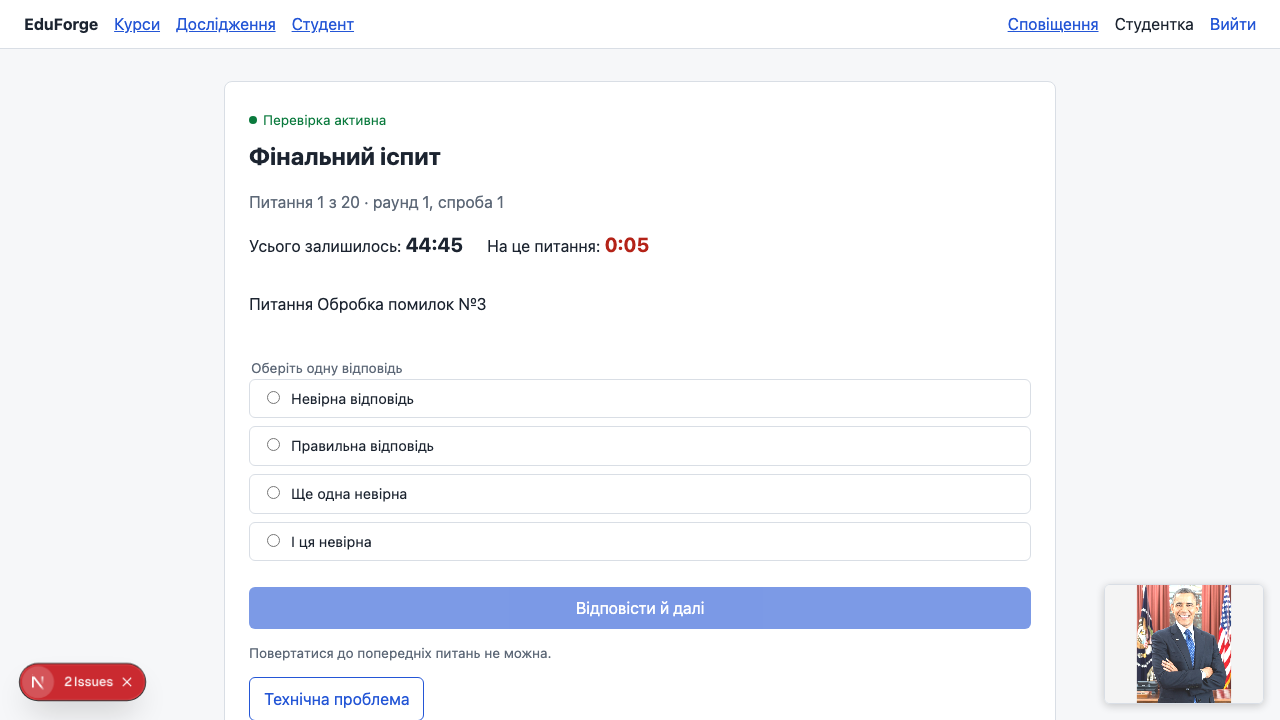 EduForge Курси Дослідження Студент Сповіщення Студентка Вийти
Перевірка активна
Фінальний іспит
Питання 1 з 20 · раунд 1, спроба 1
Усього залишилось: 44:45 На це питання: 0:05
Питання Обробка помилок №3
Оберіть одну відповідь
Невірна відповідь
Правильна відповідь
Ще одна невірна
І ця невірна
Відповісти й далі
Повертатися до попередніх питань не можна.
N 2 Issues
Технічна проблема